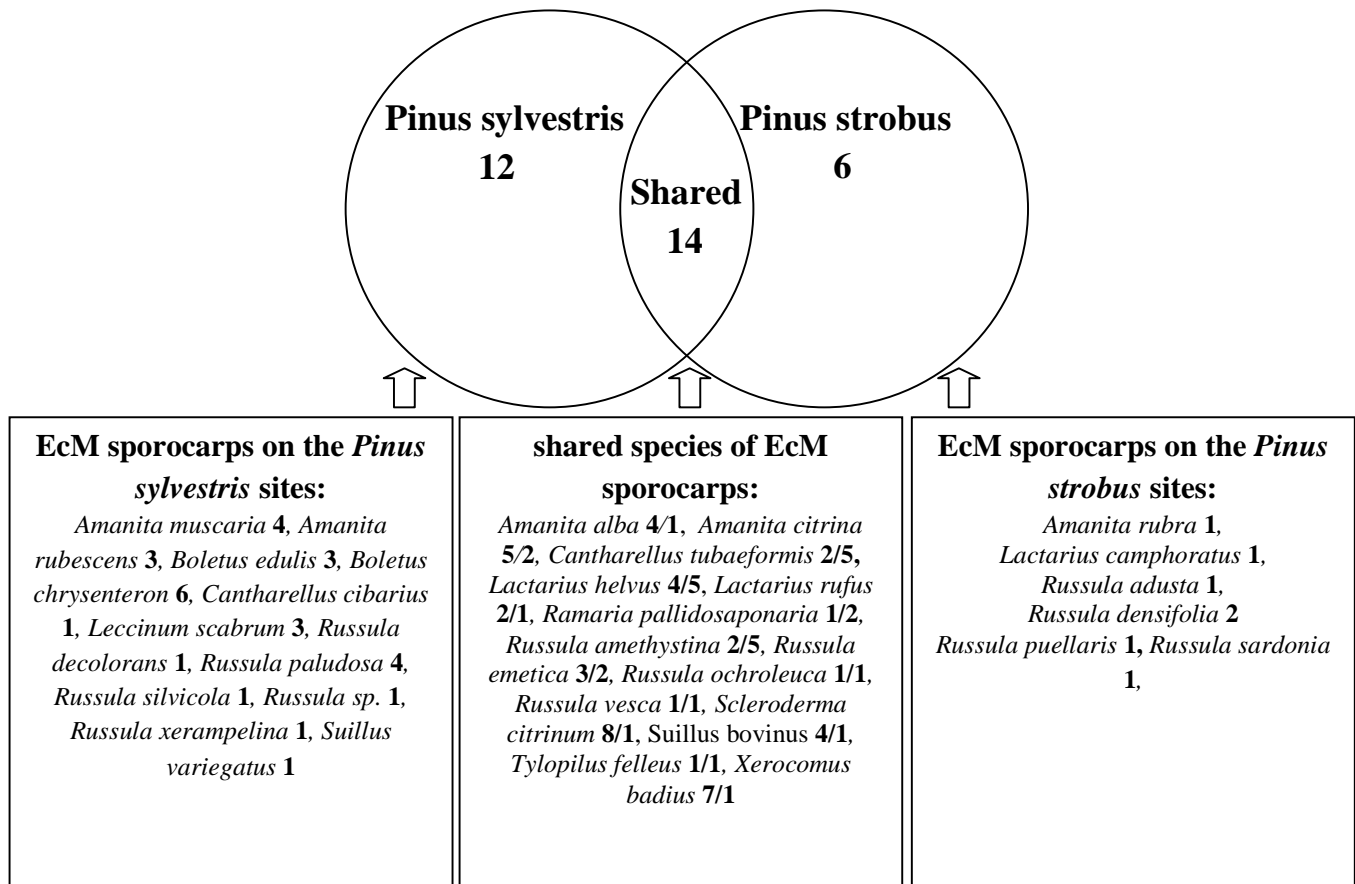 Pinus sylvestris
12
Shared
14
Pinus strobus
6
EcM sporocarps on the Pinus
sylvestris sites:
Amanita muscaria 4, Amanita
rubescens 3, Boletus edulis 3, Boletus
chrysenteron 6, Cantharellus cibarius
1, Leccinum scabrum 3, Russula
decolorans 1, Russula paludosa 4,
Russula silvicola 1, Russula sp. 1,
Russula xerampelina 1, Suillus
variegatus 1
shared species of EcM
sporocarps:
Amanita alba 4/1, Amanita citrina
5/2, Cantharellus tubaeformis 2/5,
Lactarius helvus 4/5, Lactarius rufus
2/1, Ramaria pallidosaponaria 1/2,
Russula amethystina 2/5, Russula
emetica 3/2, Russula ochroleuca 1/1,
Russula vesca 1/1, Scleroderma
citrinum 8/1, Suillus bovinus 4/1,
Tylopilus felleus 1/1, Xerocomus
badius 7/1
EcM sporocarps on the Pinus
strobus sites:
Amanita rubra 1,
Lactarius camphoratus 1,
Russula adusta 1,
Russula densifolia 2
Russula puellaris 1, Russula sardonia
1,